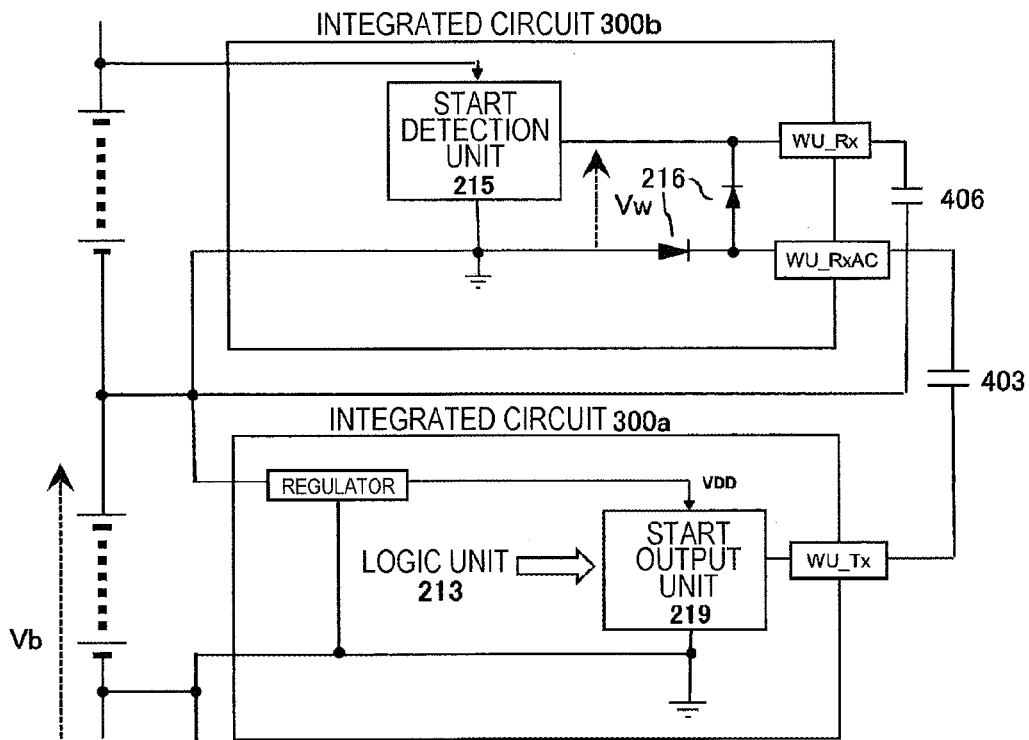 INTEGRATED CIRCUIT 300b
START
DETECTION
UNIT
215
WU_Rx
216
Vw
406
WU_RxAC
403
INTEGRATED CIRCUIT 300a
REGULATOR
VDD
LOGIC UNIT
213
START
OUTPUT
UNIT
219
WU_Tx
Vb